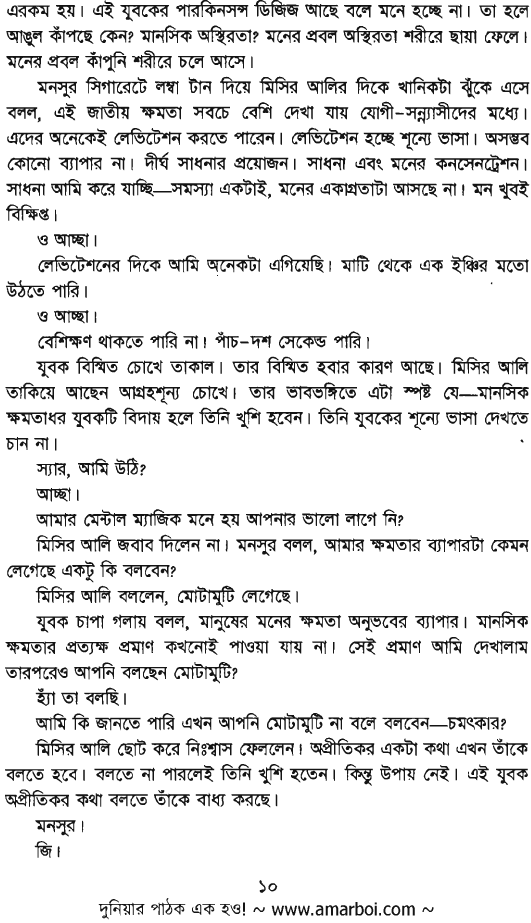 এরকম হয়। এই যুবকের পারকিনসন্স ডিজিজ আছে বলে মনে হচ্ছে না। তা হলে
আঙুল কাঁপছে কেন? মানসিক অস্থিরতা? মনের প্রবল অস্থিরতা শরীরে ছায়া ফেলে।
মনের প্রবল কাঁপুনি শরীরে চলে আসে।
মনসুর সিগারেটে লম্বা টান দিয়ে মিসির আলির দিকে খানিকটা ঝুঁকে এসে
বলল, এই জাতীয় ক্ষমতা সবচে বেশি দেখা যায় যোগী-সন্ন্যাসীদের মধ্যে।
এদের অনেকেই লেভিটেশন করতে পারেন। লেভিটেশন হচ্ছে শূন্যে ভাসা। অসম্ভব
কোনো ব্যাপার না। দীর্ঘ সাধনার প্রয়োজন। সাধনা এবং মনের কনসেনট্রেশন।
সাধনা আমি করে যাচ্ছি—সমস্যা একটাই, মনের একাগ্রতাটা আসছে না। মন খুবই
বিক্ষিপ্ত।
ও আচ্ছা।
লেভিটেশনের দিকে আমি অনেকটা এগিয়েছি। মাটি থেকে এক ইঞ্চির মতো
উঠতে পারি।
ও আচ্ছা।
বেশিক্ষণ থাকতে পারি না। পাঁচ-দশ সেকেন্ড পারি।
যুবক বিস্মিত চোখে তাকাল। তার বিস্মিত হবার কারণ আছে। মিসির আলি
তাকিয়ে আছেন আগ্রহশূন্য চোখে। তার ভাবভঙ্গিতে এটা স্পষ্ট যে—মানসিক
ক্ষমতাধর যুবকটি বিদায় হলে তিনি খুশি হবেন। তিনি যুবকের শূন্যে ভাসা দেখতে
চান না।
স্যার, আমি উঠি?
আচ্ছা।
আমার মেন্টাল ম্যাজিক মনে হয় আপনার ভালো লাগে নি?
মিসির আলি জবাব দিলেন না। মনসুর বলল, আমার ক্ষমতার ব্যাপারটা কেমন
লেগেছে একটু কি বলবেন?
মিসির আলি বললেন, মোটামুটি লেগেছে।
যুবক চাপা গলায় বলল, মানুষের মনের ক্ষমতা অনুভবের ব্যাপার। মানসিক
ক্ষমতার প্রত্যক্ষ প্রমাণ কখনোই পাওয়া যায় না। সেই প্রমাণ আমি দেখালাম
তারপরেও আপনি বলছেন মোটামুটি?
হ্যাঁ তা বলছি।
আমি কি জানতে পারি এখন আপনি মোটামুটি না বলে বলবেন—চমৎকার?
মিসির আলি ছোট করে নিঃশ্বাস ফেললেন। অপ্রীতিকর একটা কথা এখন তাঁকে
বলতে হবে। বলতে না পারলেই তিনি খুশি হতেন। কিন্তু উপায় নেই। এই যুবক
অপ্রীতিকর কথা বলতে তাঁকে বাধ্য করছে।
মনসুর।
জি।
১০
দুনিয়ার পাঠক এক হও! ~ www.amarboi.com ~